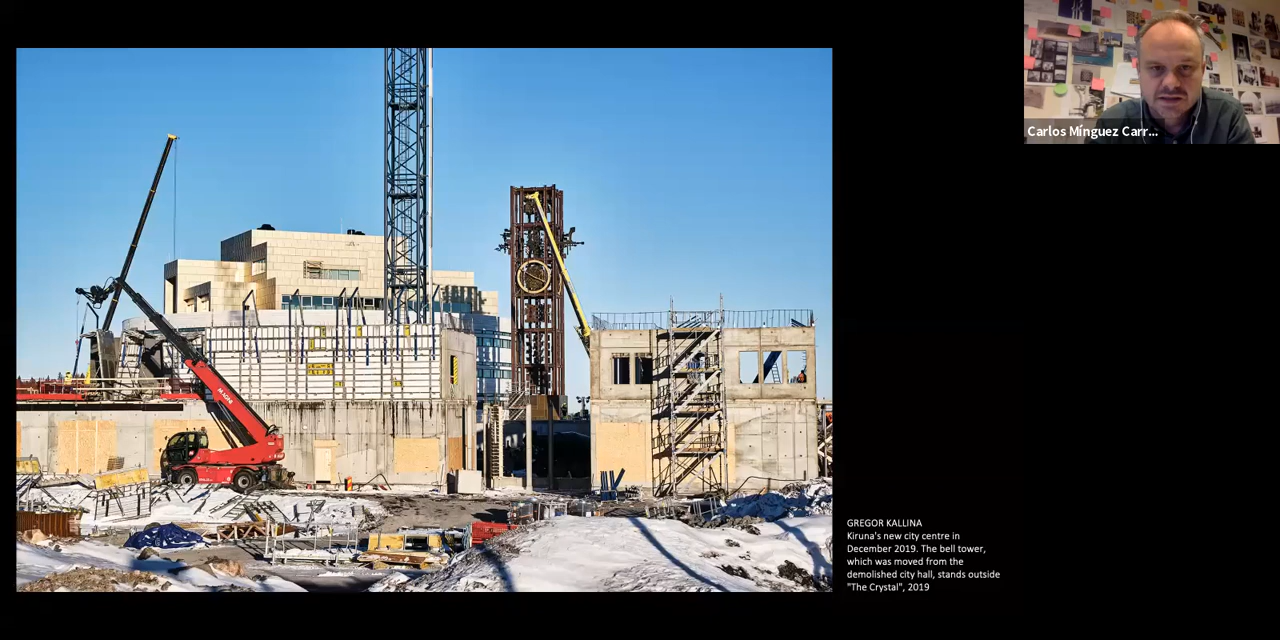 Carlos Mínguez Carr...
MAGNI
GREGOR KALLINA
Kiruna's new city centre in
December 2019. The bell tower,
which was moved from the
demolished city hall, stands outside
"The Crystal", 2019